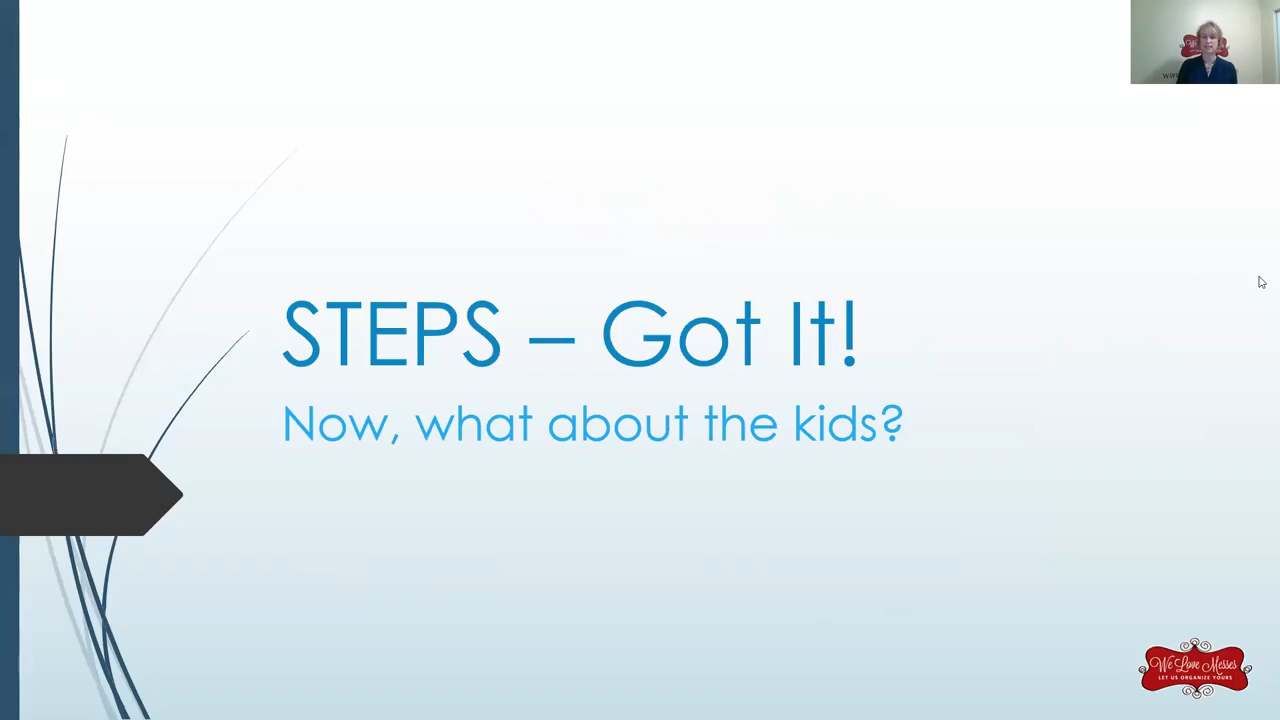 STEPS – Got It!
Now, what about the kids?
We Love Messes
LET US ORGANIZE YOURS